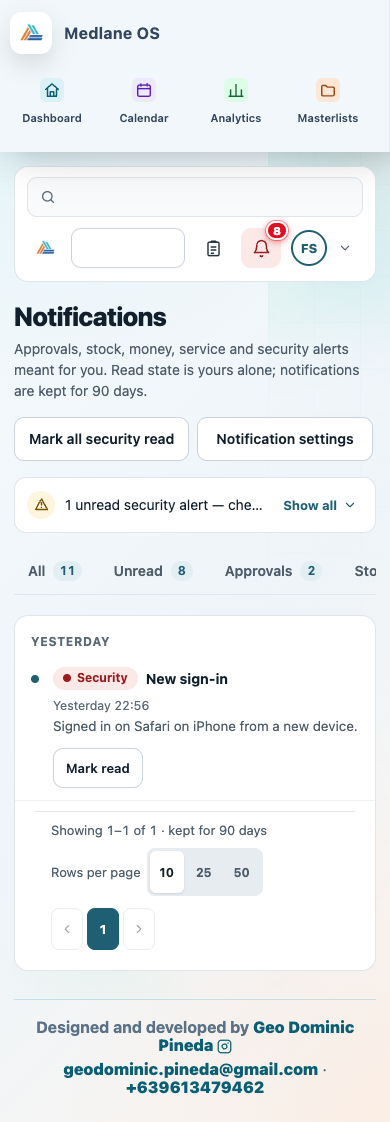 Medlane OS
Dashboard
Calendar
Analytics
Masterlists
8
FS
Notifications
Approvals, stock, money, service and security alerts
meant for you. Read state is yours alone; notifications
are kept for 90 days.
Mark all security read
Notification settings
1 unread security alert — che...
Show all
All 11
Unread 8
Approvals 2
Sto
YESTERDAY
Security New sign-in
Yesterday 22:56
Signed in on Safari on iPhone from a new device.
Mark read
Showing 1–1 of 1 · kept for 90 days
Rows per page 10 25 50
1
Designed and developed by Geo Dominic
Pineda
geodominic.pineda@gmail.com ·
+639613479462